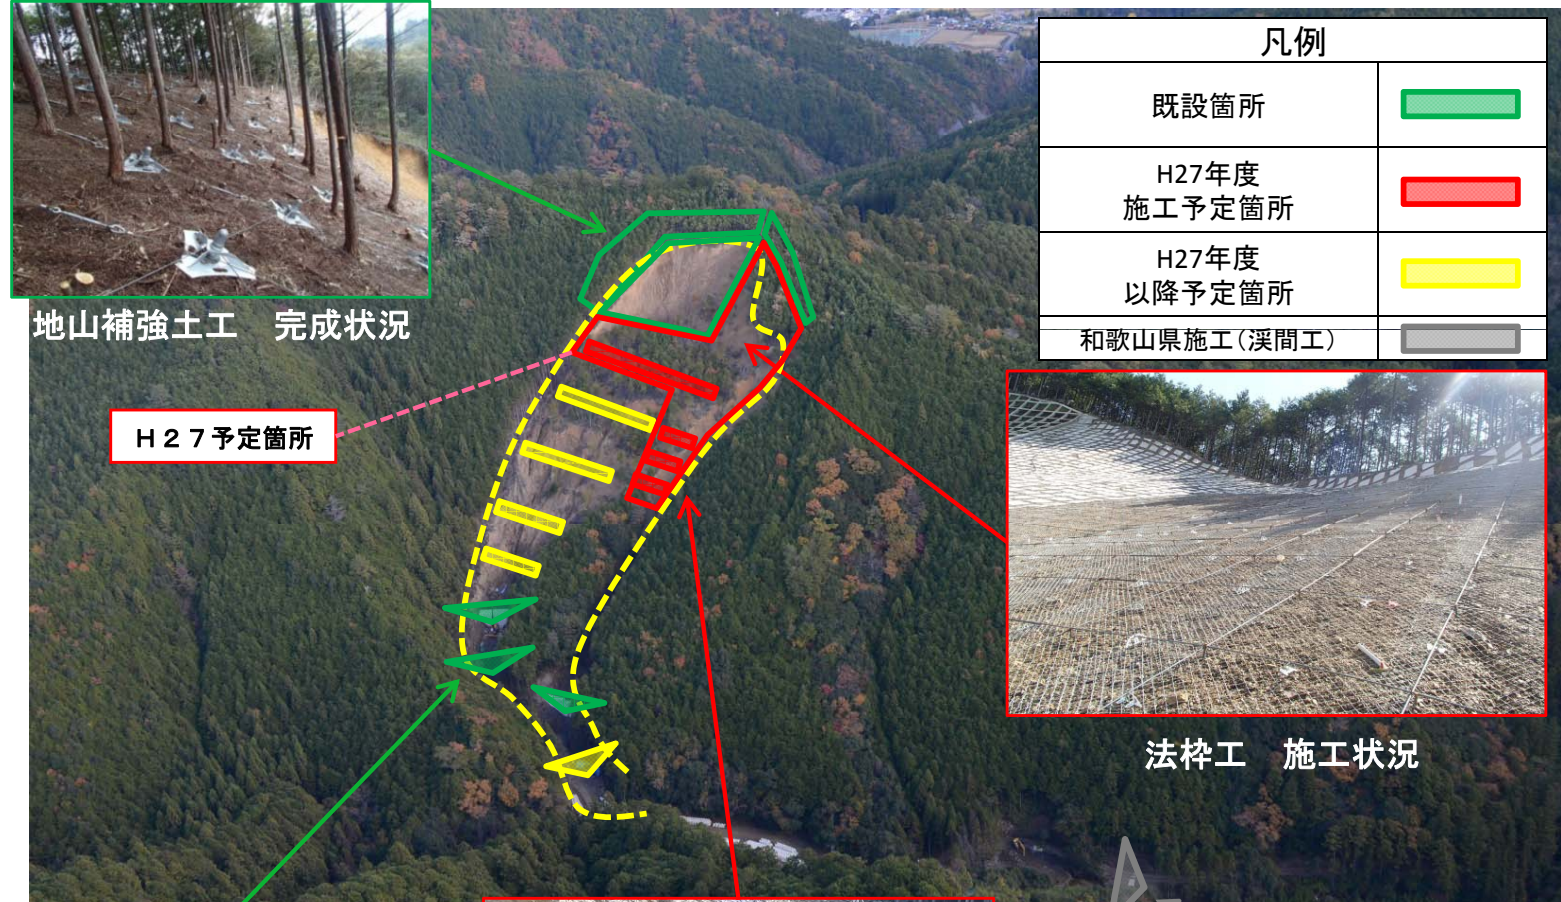 凡例
既設箇所
H27年度
施工予定箇所
H27年度
以降予定箇所
和歌山県施工(渓間工)
地山補強土工　完成状況
H27予定箇所
法枠工　施工状況